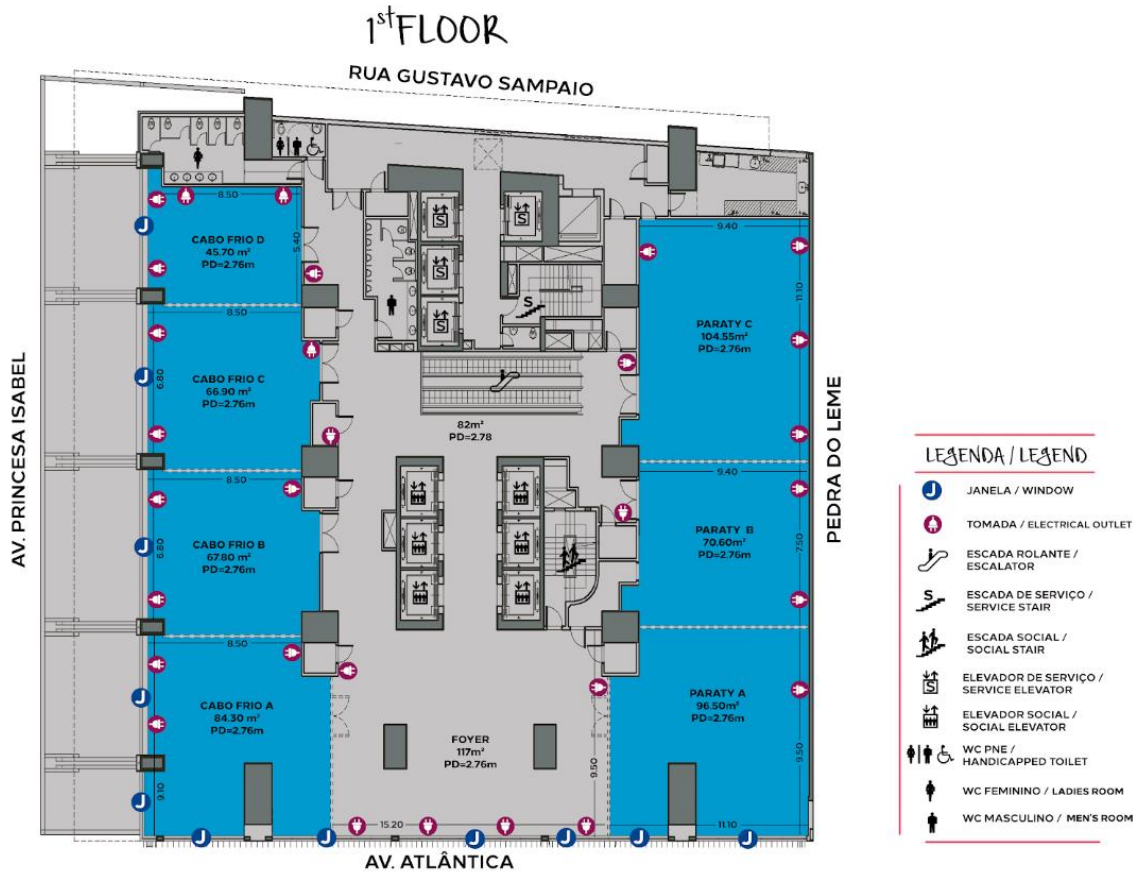 1st FLOOR
RUA GUSTAVO SAMPAIO
AV. PRINCESA ISABEL
8.50
CABO FRIO D
45.70 m²
PD=2.76m
5.40
8.50
CABO FRIO C
66.90 m²
PD=2.76m
6.80
8.50
CABO FRIO B
67.80 m²
PD=2.76m
6.80
8.50
CABO FRIO A
84.30 m²
PD=2.76m
9.10
S
S
S
S
S
82m²
PD=2.78
FOYER
117m²
PD=2.76m
15.20
9.50
9.40
PARATY C
104.55m²
PD=2.76m
11.10
9.40
PARATY B
70.60m²
PD=2.76m
7.50
PARATY A
96.50m²
PD=2.76m
9.50
11.10
J
J
J
J
J
J
J
J
J
J
AV. ATLÂNTICA
PEDRA DO LEME
LEGENDA / LEGEND
J JANELA / WINDOW
TOMADA / ELECTRICAL OUTLET
ESCADA ROLANTE /
ESCALATOR
S ESCADA DE SERVIÇO /
SERVICE STAIR
ESCADA SOCIAL /
SOCIAL STAIR
S ELEVADOR DE SERVIÇO /
SERVICE ELEVATOR
ELEVADOR SOCIAL /
SOCIAL ELEVATOR
WC PNE /
HANDICAPPED TOILET
WC FEMININO / LADIES ROOM
WC MASCULINO / MEN'S ROOM